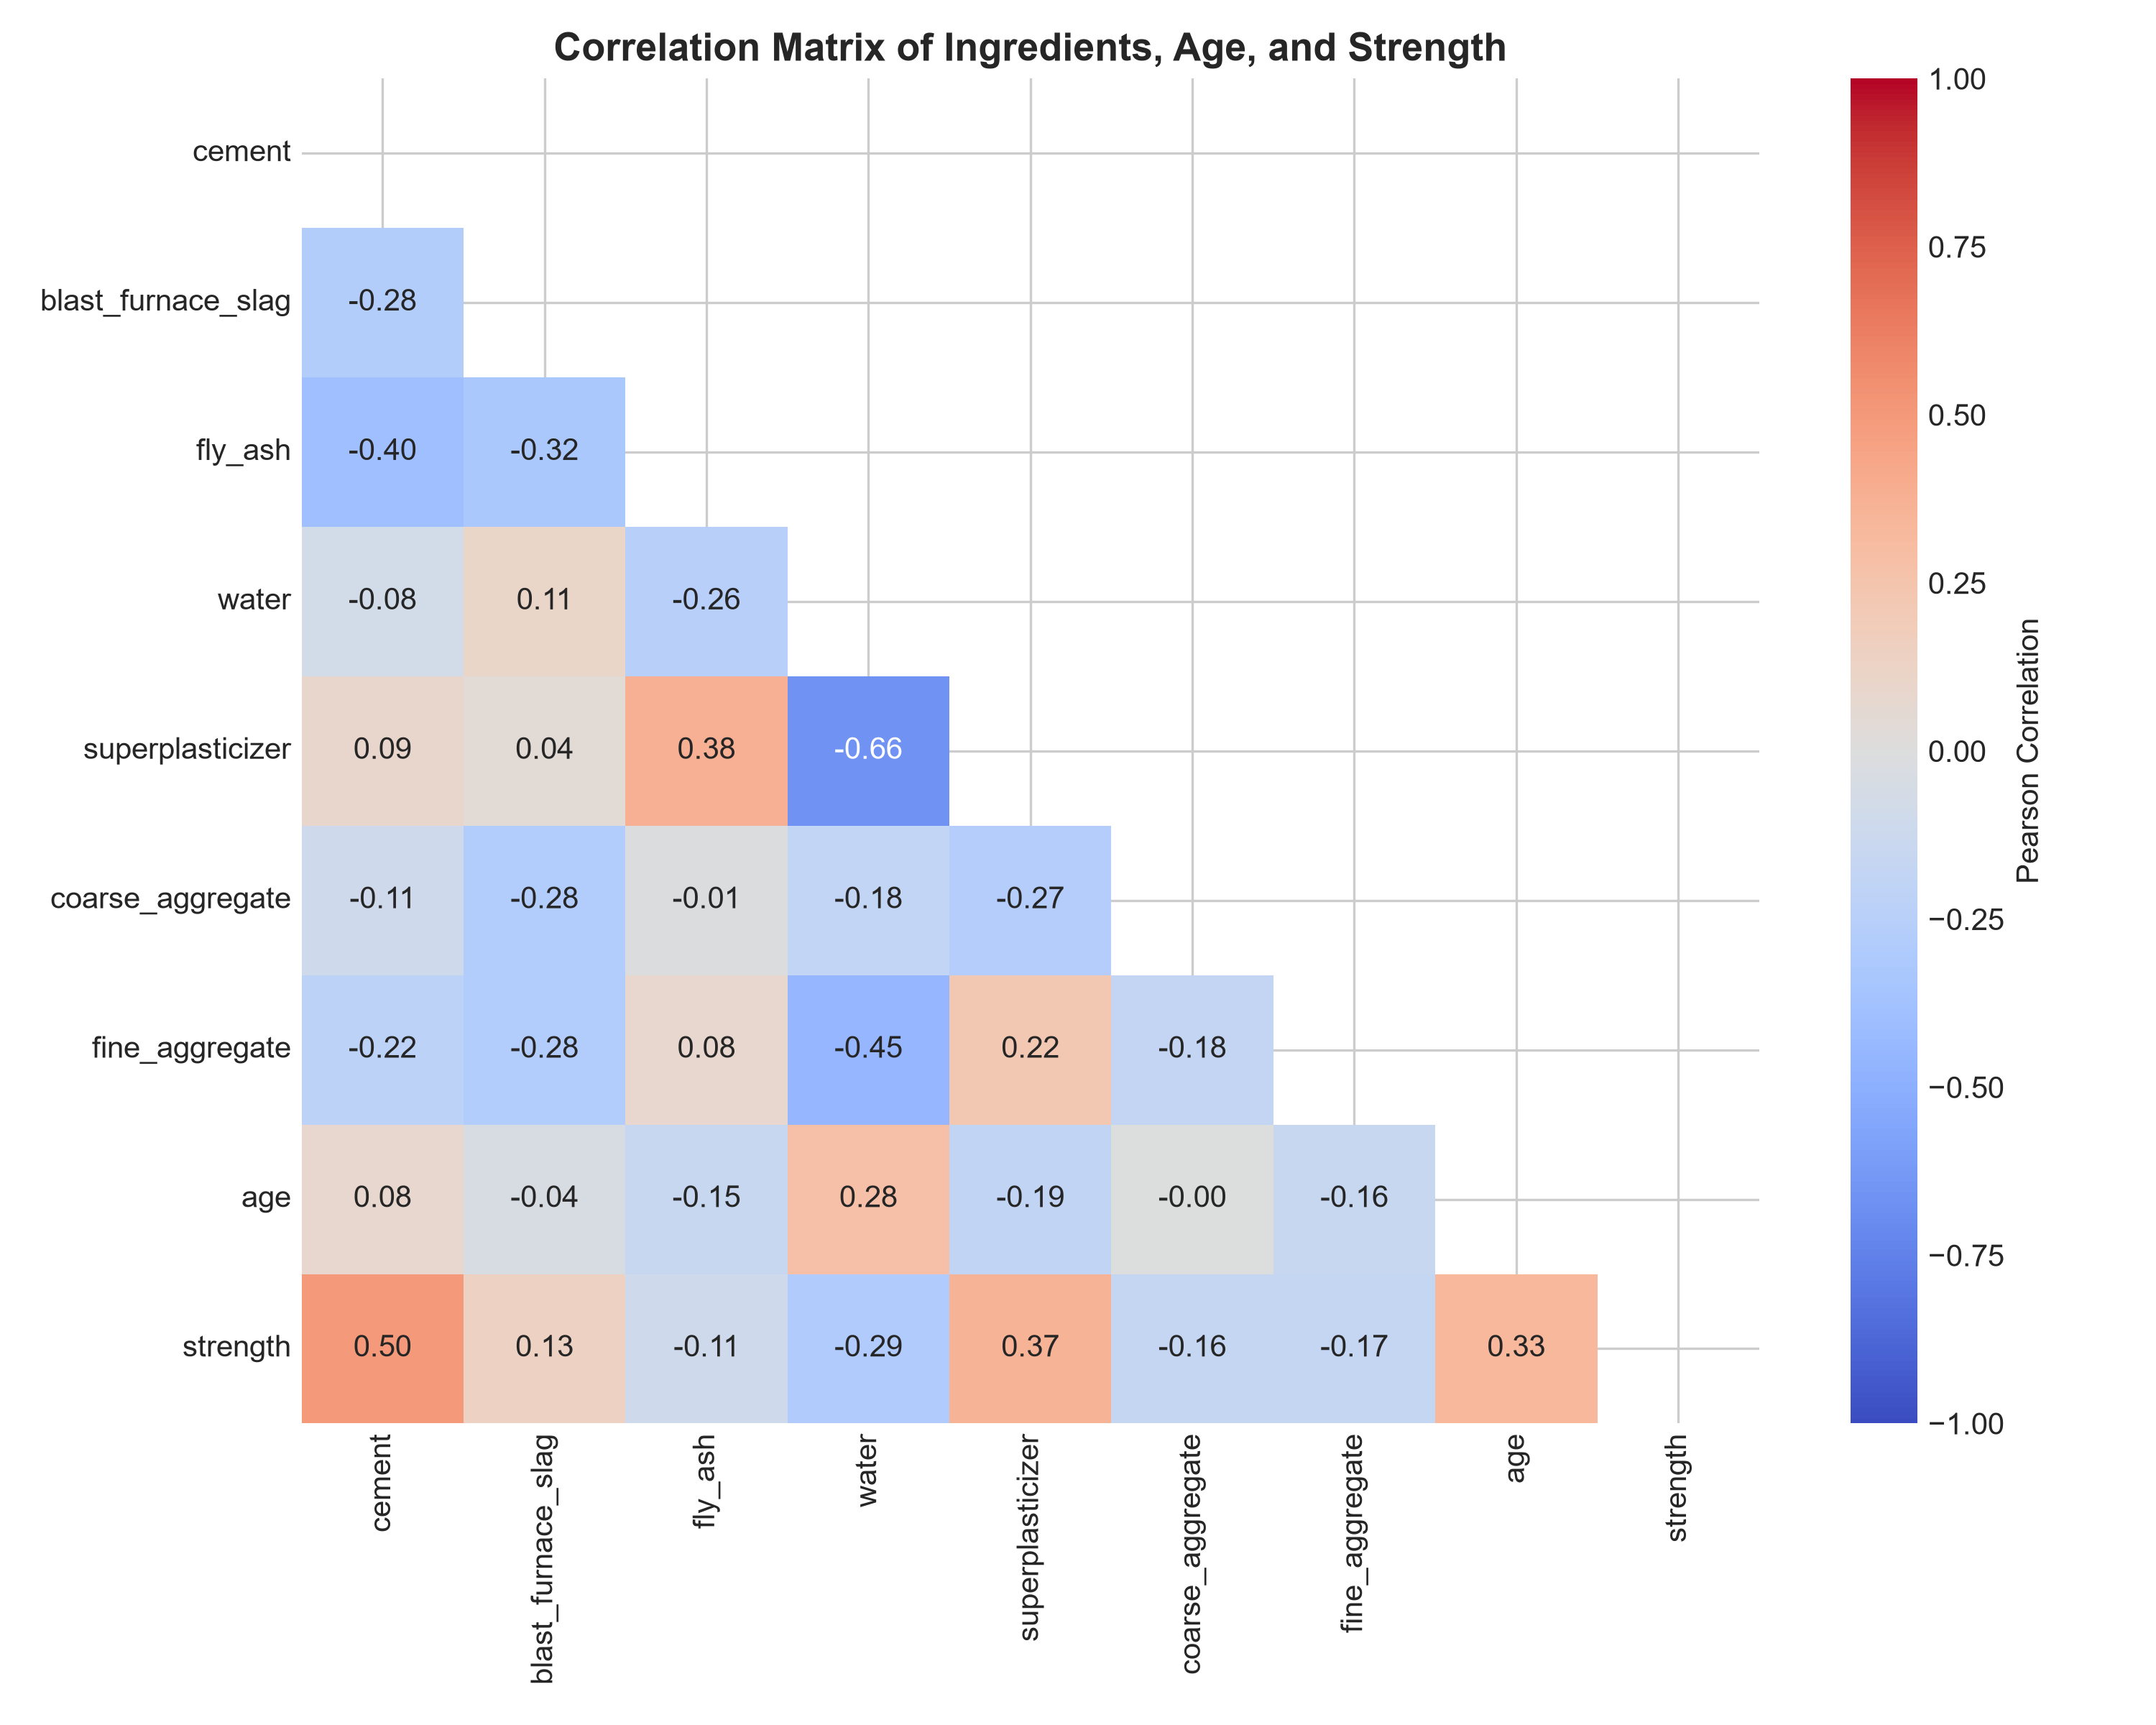 Correlation Matrix of Ingredients, Age, and Strength
cement
blast_furnace_slag
-0.28
fly_ash
-0.40 -0.32
water
-0.08 0.11 -0.26
superplasticizer
0.09 0.04 0.38 -0.66
coarse_aggregate
-0.11 -0.28 -0.01 -0.18 -0.27
fine_aggregate
-0.22 -0.28 0.08 -0.45 0.22 -0.18
age
0.08 -0.04 -0.15 0.28 -0.19 -0.00 -0.16
strength
0.50 0.13 -0.11 -0.29 0.37 -0.16 -0.17 0.33
cement
blast_furnace_slag
fly_ash
water
superplasticizer
coarse_aggregate
fine_aggregate
age
strength
1.00
0.75
0.50
0.25
0.00
−0.25
−0.50
−0.75
−1.00
Pearson Correlation